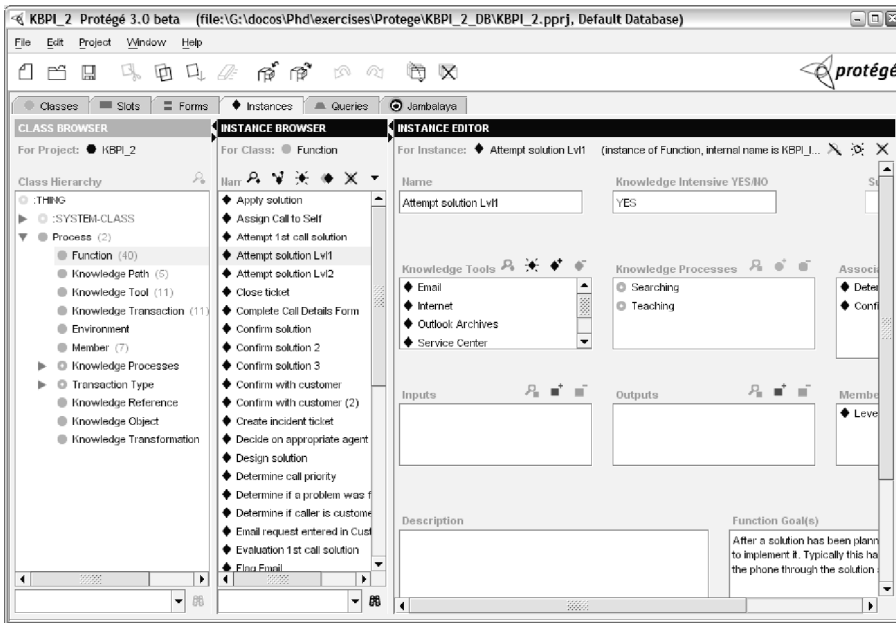 KBPI_2 Protégé 3.0 beta (file:\G:\docos\Phd\exercises\Protege\KBPI_2_DB\KBPI_2.pprj, Default Database)
File Edit Project Window Help
protégé
Classes Slots Forms Instances Queries Jambalaya
CLASS BROWSER
For Project: KBPI_2
Class Hierarchy
:THING
:SYSTEM-CLASS
Process (2)
Function (40)
Knowledge Path (5)
Knowledge Tool (11)
Knowledge Transaction (11)
Environment
Member (7)
Knowledge Processes
Transaction Type
Knowledge Reference
Knowledge Object
Knowledge Transformation
INSTANCE BROWSER
For Class: Function
Nam
Apply solution
Assign Call to Self
Attempt 1st call solution
Attempt solution Lvl1
Attempt solution Lvl2
Close ticket
Complete Call Details Form
Confirm solution
Confirm solution 2
Confirm solution 3
Confirm with customer
Confirm with customer (2)
Create incident ticket
Decide on appropriate agent
Design solution
Determine call priority
Determine if a problem was f
Determine if caller is custome
Email request entered in Cust
Evaluation 1st call solution
Flag Email
INSTANCE EDITOR
For Instance: Attempt solution Lvl1 (instance of Function, internal name is KBPI_I...
Name
Attempt solution Lvl1
Knowledge Intensive YES/NO
YES
Su
Knowledge Tools
Email
Internet
Outlook Archives
Service Center
Knowledge Processes
Searching
Teaching
Associa
Deter
Confi
Inputs
Outputs
Membe
Leve
Description
Function Goal(s)
After a solution has been plann
to implement it. Typically this ha
the phone through the solution